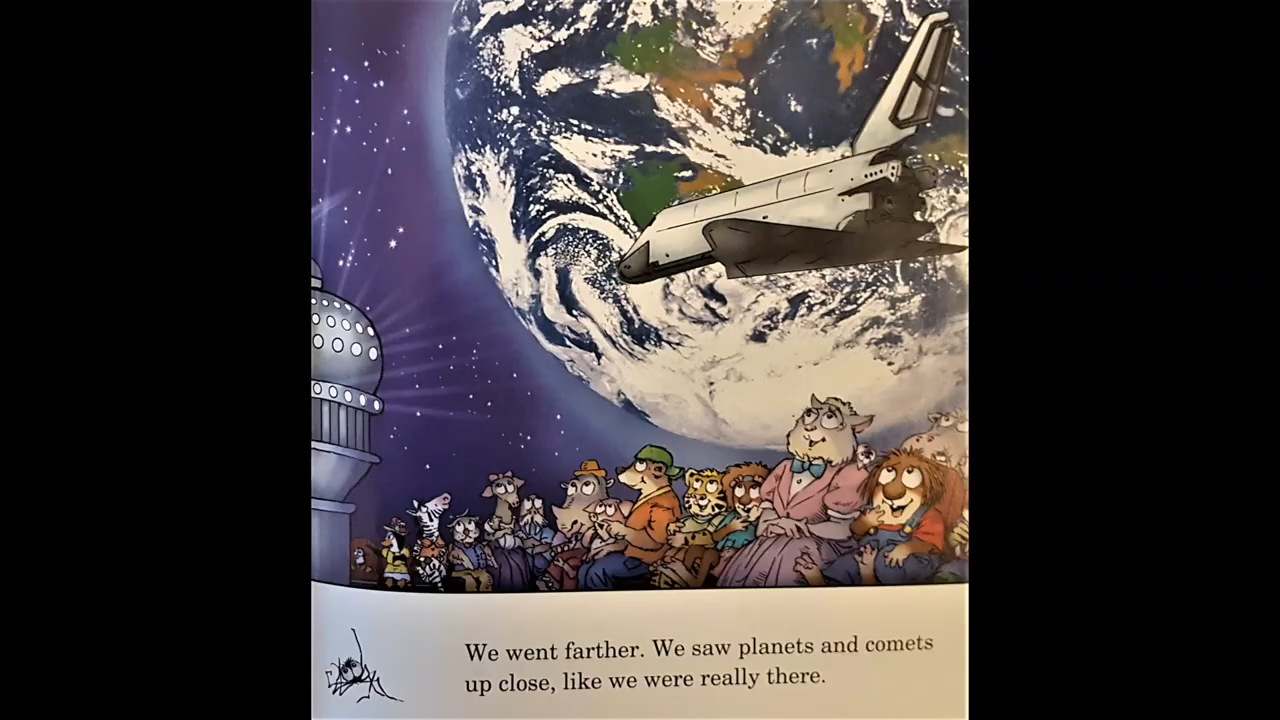 We went farther. We saw planets and comets
up close, like we were really there.